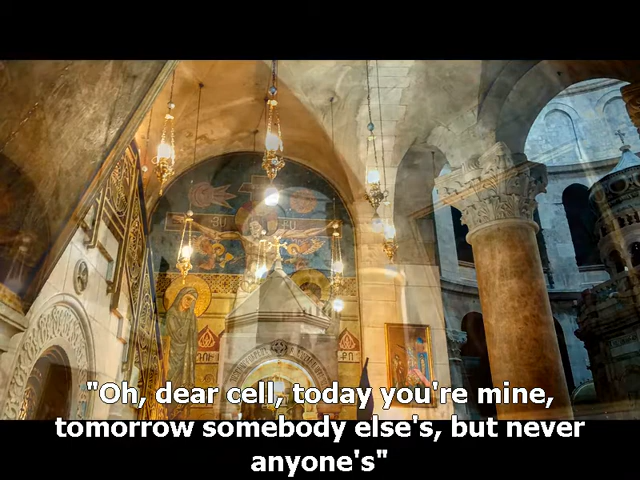 "Oh, dear cell, today you're mine,
tomorrow somebody else's, but never
anyone's"